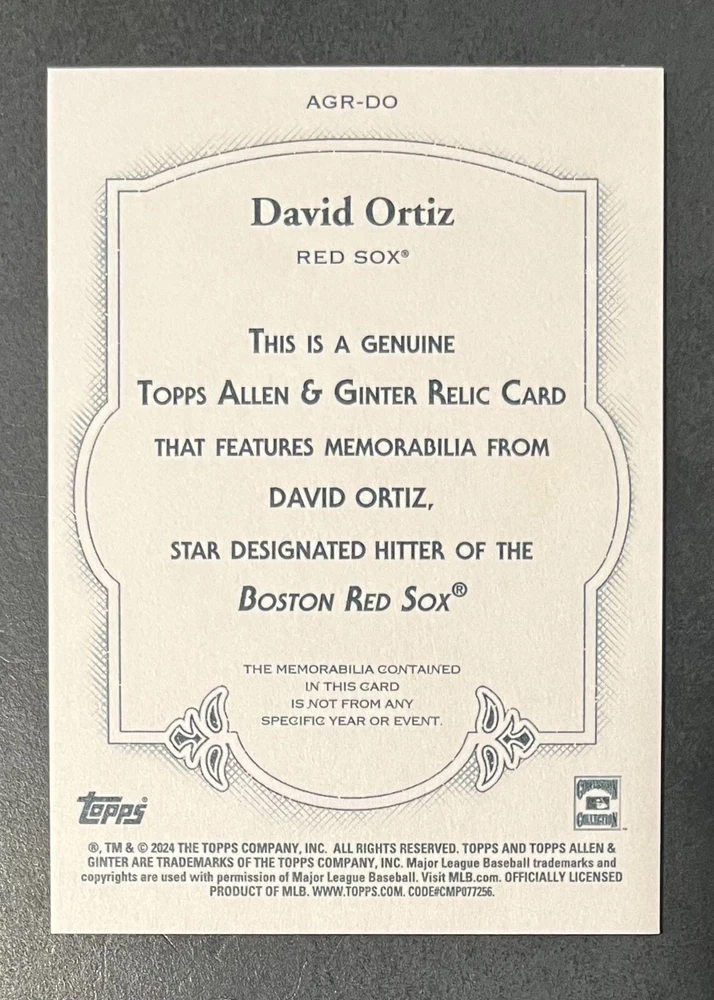 AGR-DO
David Ortiz
RED SOX®
THIS IS A GENUINE
TOPPS ALLEN & GINTER RELIC CARD
THAT FEATURES MEMORABILIA FROM
DAVID ORTIZ,
STAR DESIGNATED HITTER OF THE
BOSTON RED SOX®
THE MEMORABILIA CONTAINED
IN THIS CARD
IS NOT FROM ANY
SPECIFIC YEAR OR EVENT.
topps®
COOPERSTOWN
COLLECTION™
®, TM & © 2024 THE TOPPS COMPANY, INC. ALL RIGHTS RESERVED. TOPPS AND TOPPS ALLEN &
GINTER ARE TRADEMARKS OF THE TOPPS COMPANY, INC. Major League Baseball trademarks and
copyrights are used with permission of Major League Baseball. Visit MLB.com. OFFICIALLY LICENSED
PRODUCT OF MLB. WWW.TOPPS.COM. CODE#CMP077256.